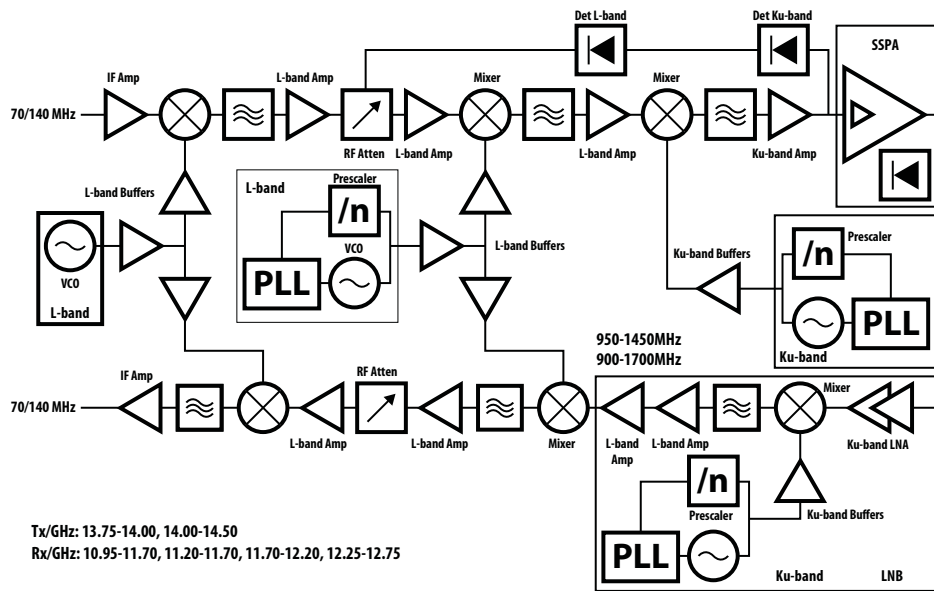 Det L-band
Det Ku-band
SSPA
IF Amp
L-band Amp
Mixer
L-band Amp
Mixer
Ku-band Amp
70/140 MHz
RF Atten
L-band Amp
L-band Buffers
L-band
Prescaler
/n
VCO
PLL
L-band Buffers
VCO
L-band
Ku-band Buffers
/n
Prescaler
PLL
Ku-band
950-1450MHz
900-1700MHz
IF Amp
RF Atten
70/140 MHz
L-band Amp
L-band Amp
Mixer
L-band
Amp
L-band Amp
Mixer
Ku-band LNA
/n
Prescaler
Ku-band Buffers
PLL
Ku-band
LNB
Tx/GHz: 13.75-14.00, 14.00-14.50
Rx/GHz: 10.95-11.70, 11.20-11.70, 11.70-12.20, 12.25-12.75